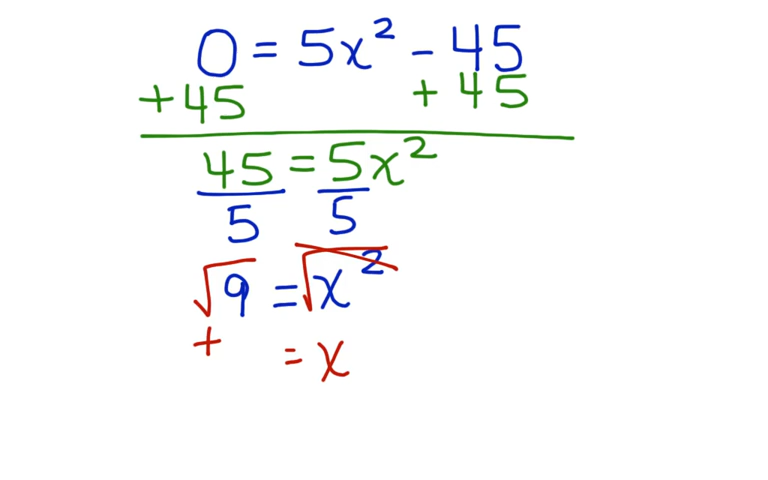 0 = 5x² - 45
+45 + 45
45 = 5x²
5 5
√9 = √x²
+ = x